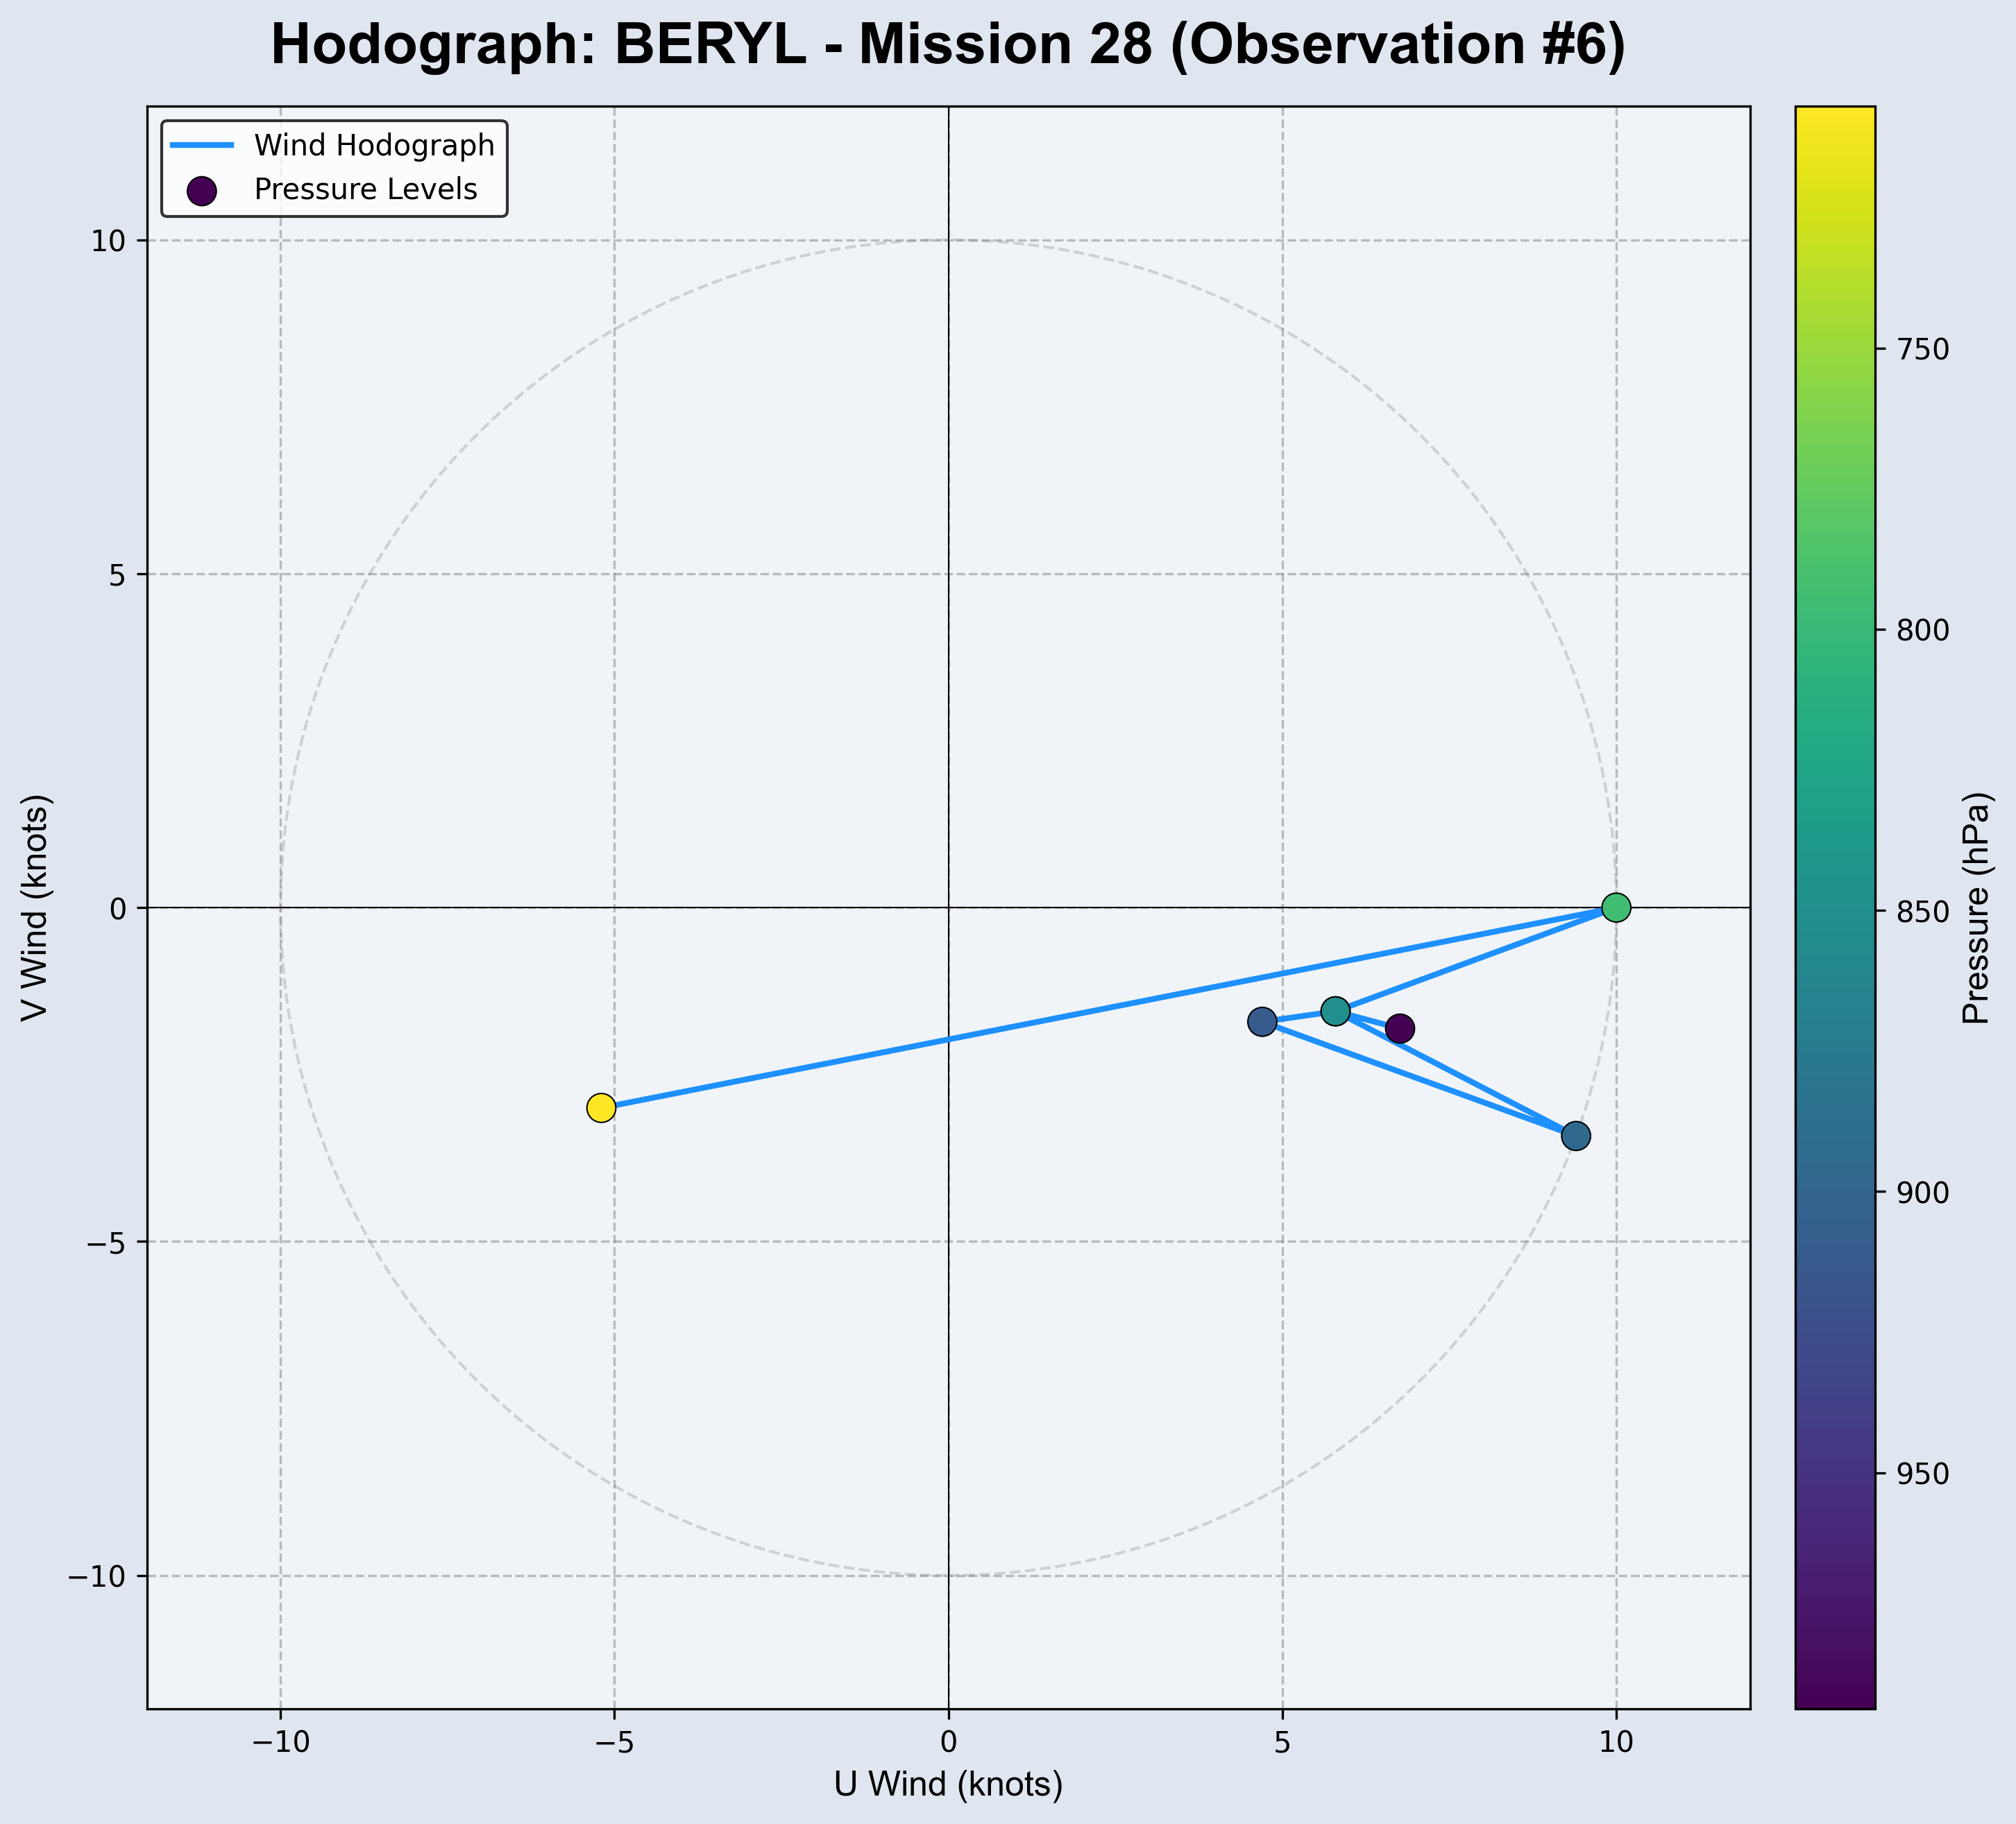 Hodograph: BERYL - Mission 28 (Observation #6)
Wind Hodograph
Pressure Levels
10
5
0
−5
−10
V Wind (knots)
−10
−5
0
5
10
U Wind (knots)
750
800
850
900
950
Pressure (hPa)